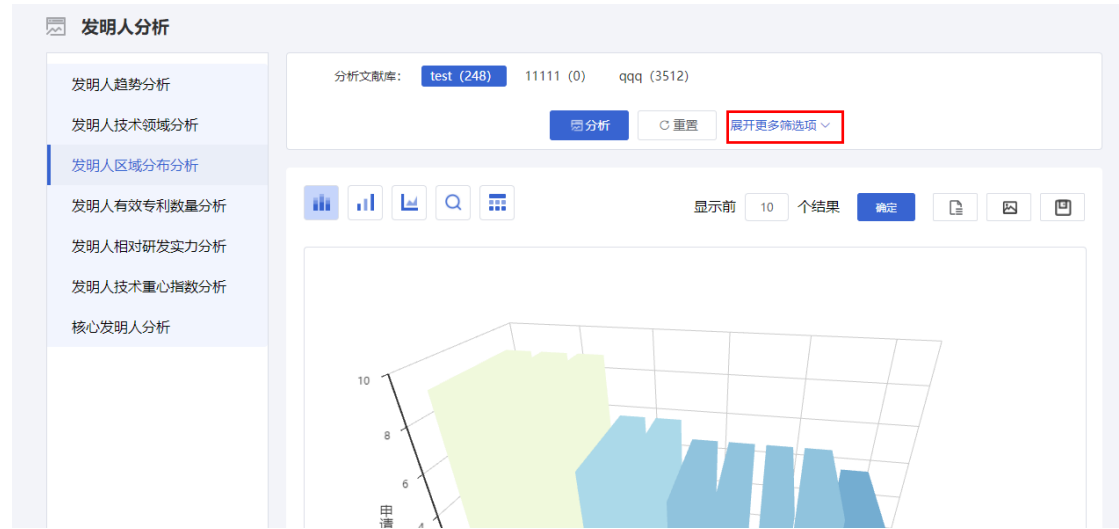 发明人分析
发明人趋势分析
发明人技术领域分析
发明人区域分布分析
发明人有效专利数量分析
发明人相对研发实力分析
发明人技术重心指数分析
核心发明人分析
分析文献库: test (248) 11111 (0) qqq (3512)
分析 重置 展开更多筛选项
显示前 10 个结果 确定
10
8
6
4
申请